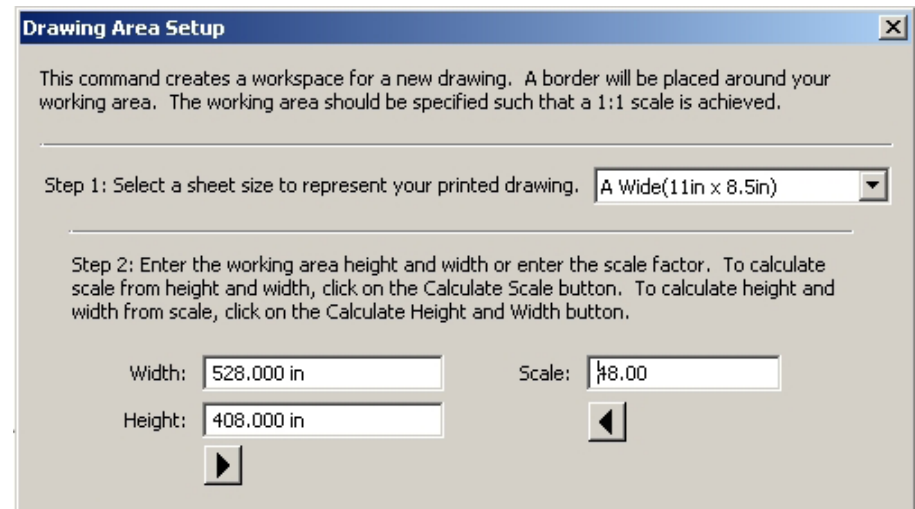 Drawing Area Setup
This command creates a workspace for a new drawing. A border will be placed around your
working area. The working area should be specified such that a 1:1 scale is achieved.
Step 1: Select a sheet size to represent your printed drawing. A Wide(11in x 8.5in)
Step 2: Enter the working area height and width or enter the scale factor. To calculate
scale from height and width, click on the Calculate Scale button. To calculate height and
width from scale, click on the Calculate Height and Width button.
Width: 528.000 in Scale: 48.00
Height: 408.000 in